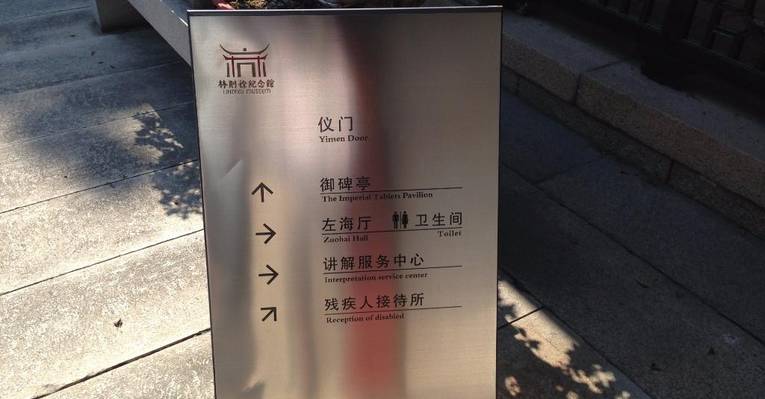 林则徐纪念馆
LINZEXU MUSEUM
仪门
Yimen Door
御碑亭
The Imperial Tablets Pavilion
左海厅 卫生间
Zuohai Hall Toilet
讲解服务中心
Interpretation service center
残疾人接待所
Reception of disabled